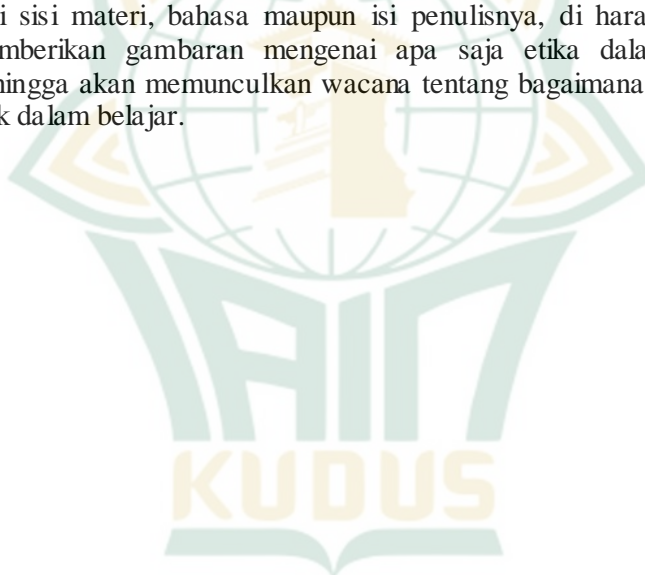 i sisi materi, bahasa maupun isi penulisnya, di hara
mberikan gambaran mengenai apa saja etika dala
hingga akan memunculkan wacana tentang bagaimana
k dalam belajar.
IAIN
KUDUS